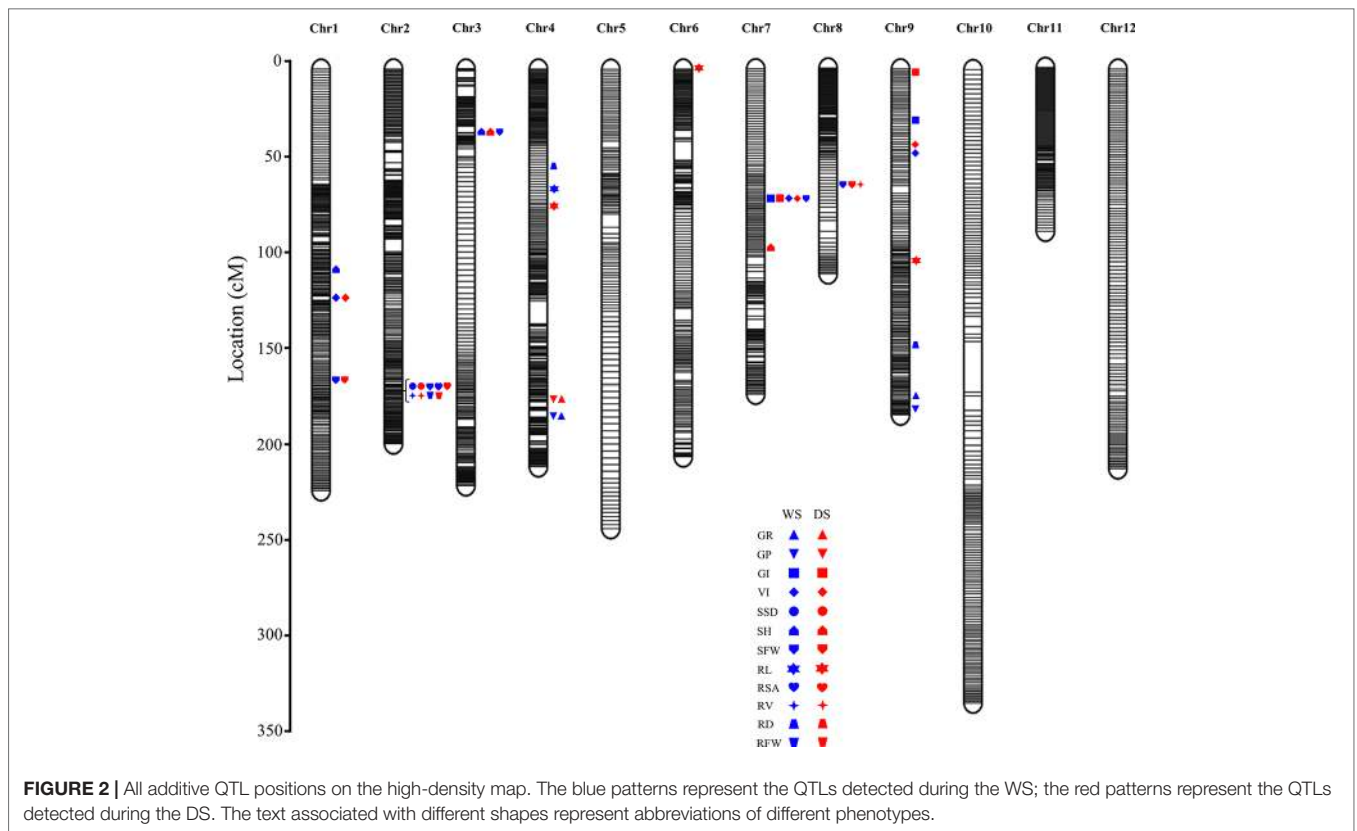 Chr1 Chr2 Chr3 Chr4 Chr5 Chr6 Chr7 Chr8 Chr9 Chr10 Chr11 Chr12
0
50
100
150
200
250
300
350
Location (cM)
WS DS
GR
GP
GI
VI
SSD
SH
SFW
RL
RSA
RV
RD
RFW
FIGURE 2 | All additive QTL positions on the high-density map. The blue patterns represent the QTLs detected during the WS; the red patterns represent the QTLs
detected during the DS. The text associated with different shapes represent abbreviations of different phenotypes.